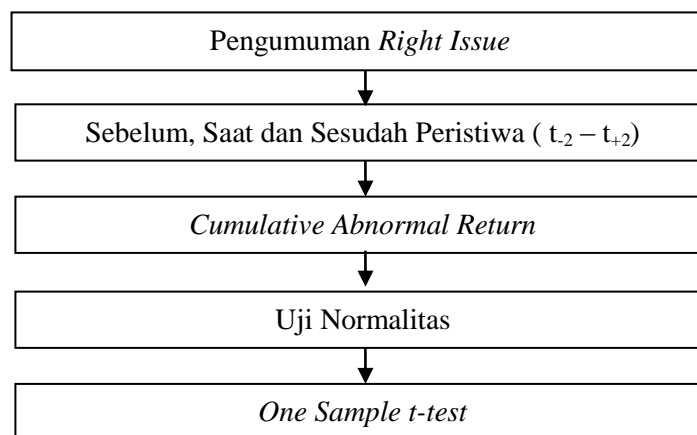 Pengumuman Right Issue
Sebelum, Saat dan Sesudah Peristiwa ( t-2 – t+2)
Cumulative Abnormal Return
Uji Normalitas
One Sample t-test